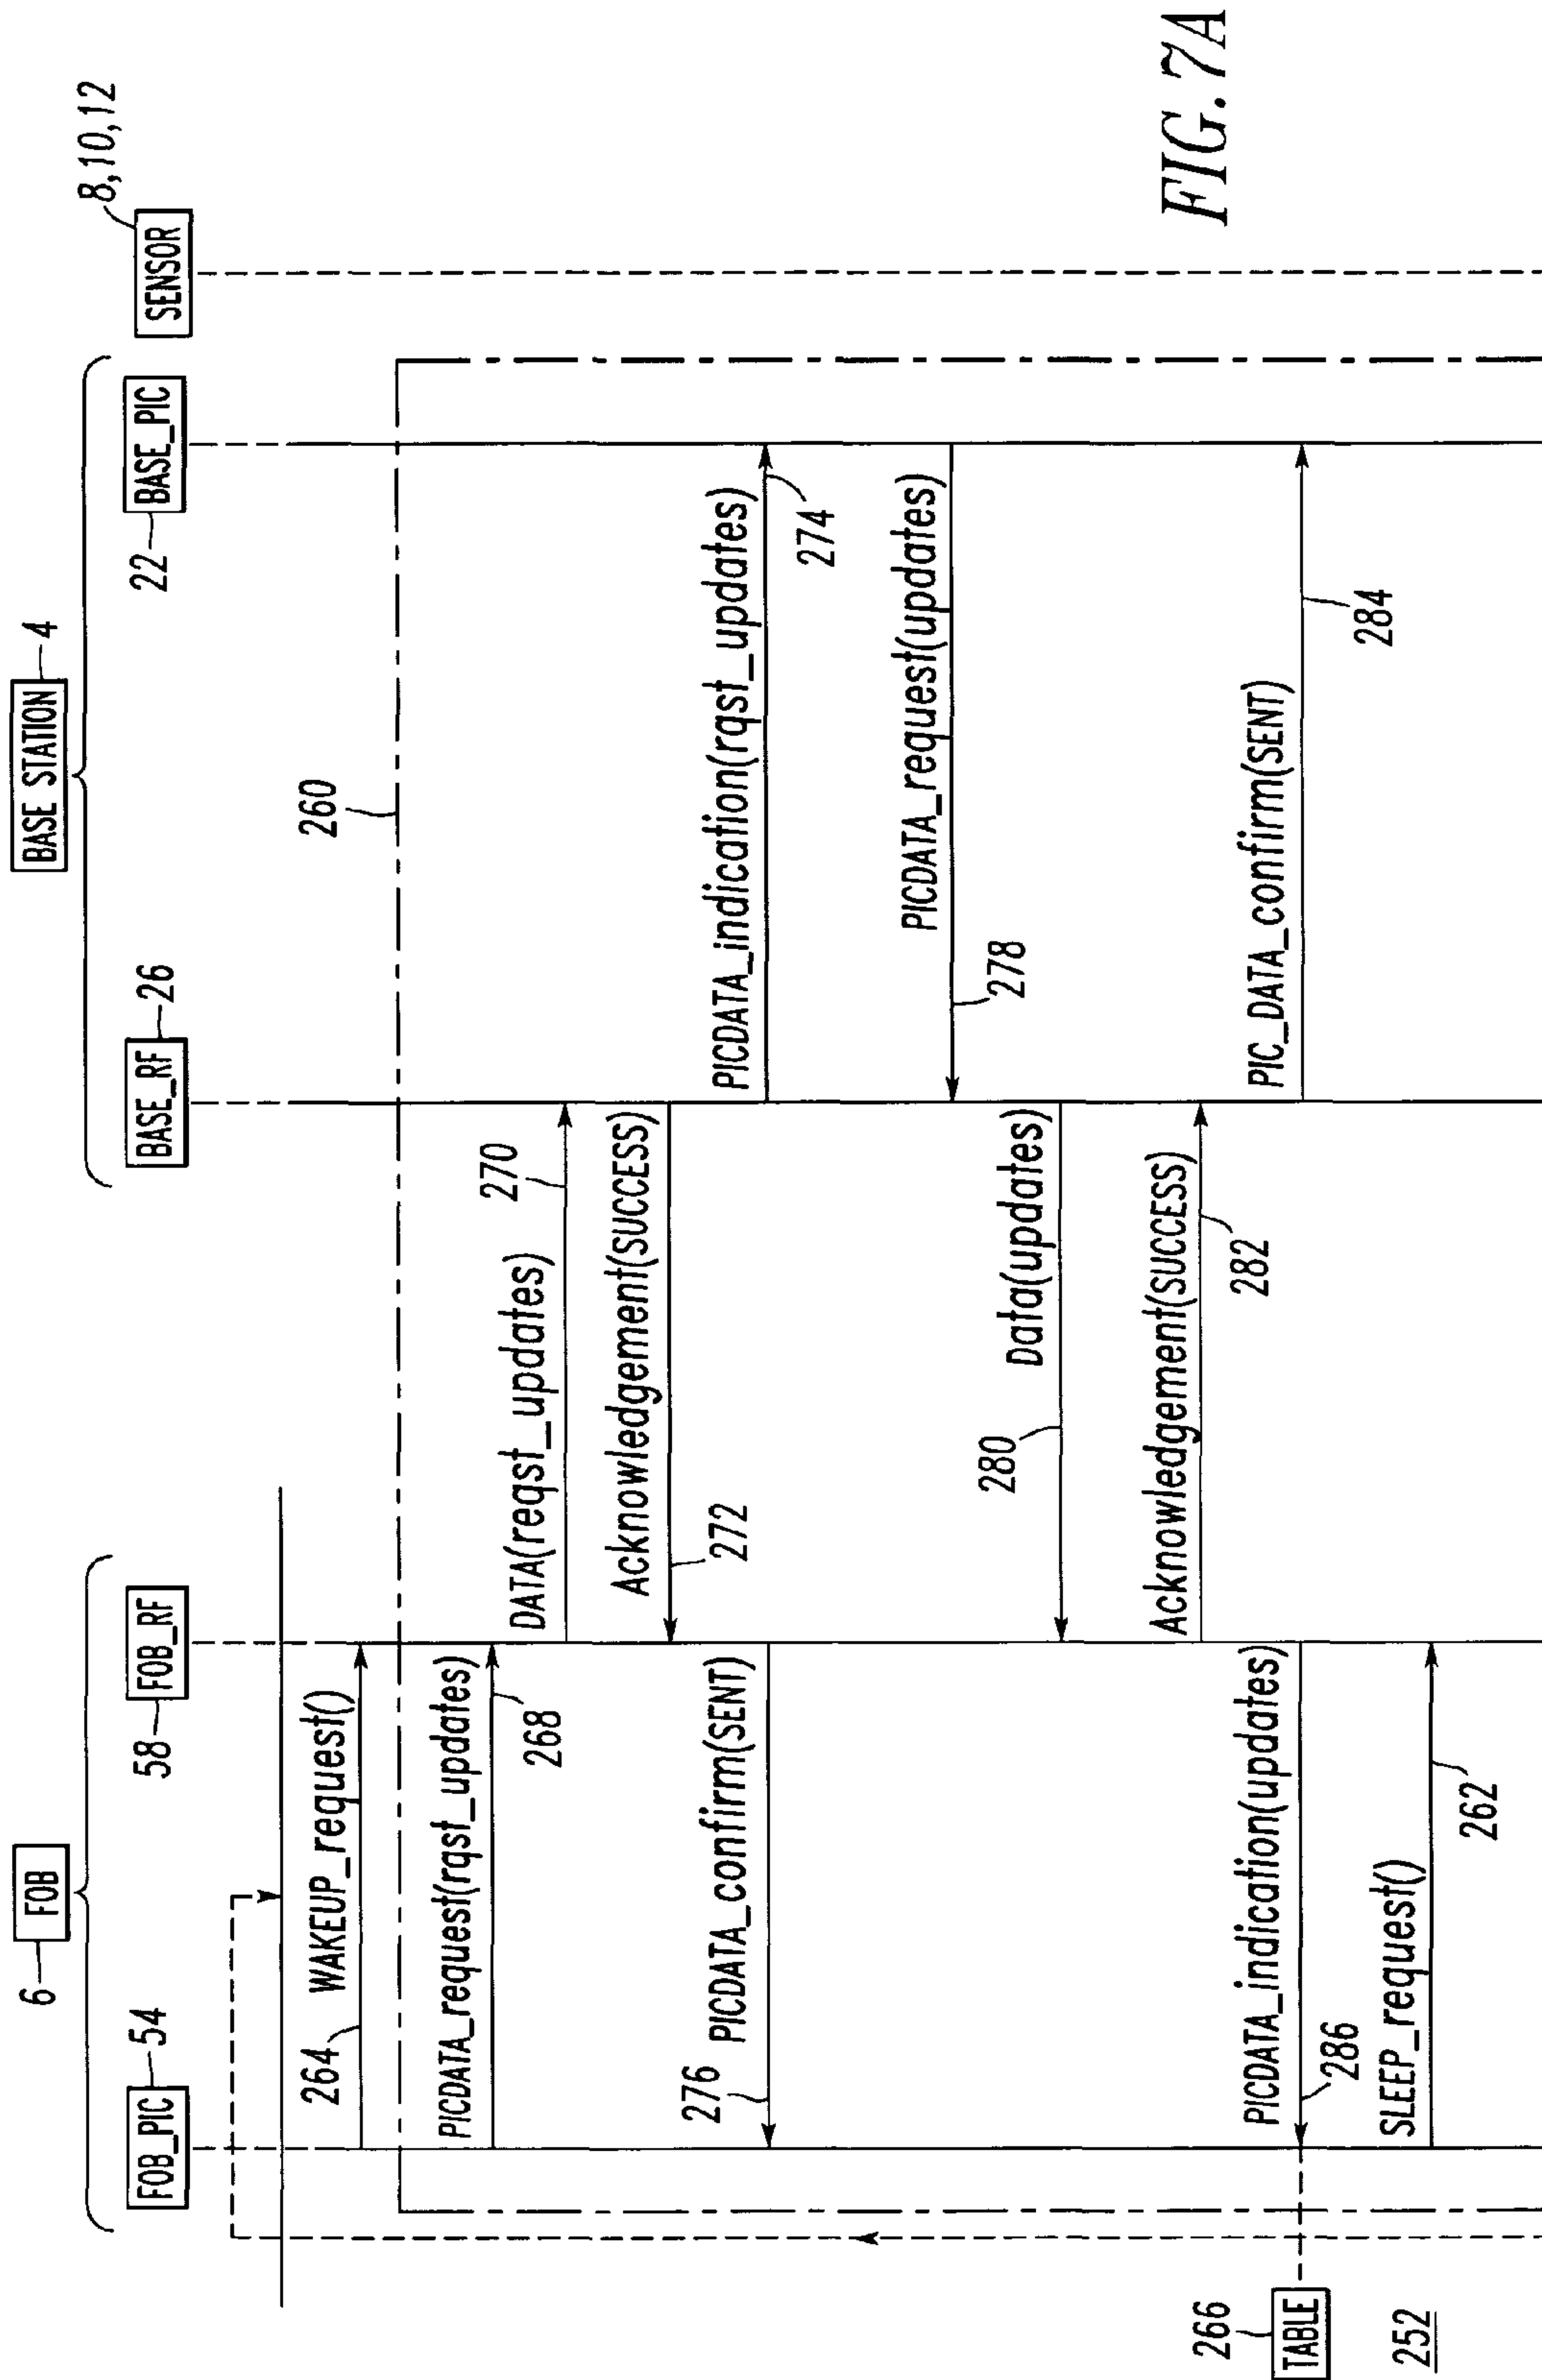 6 FOB
BASE STATION 4
FOB_PIC 54
58 FOB_RF
BASE_RF 26
22 BASE_PIC
SENSOR 8,10,12
264 WAKEUP_request()
260
PICDATA_request(rqst_updates)
268
DATA(reqst_updates)
270
Acknowledgement(SUCCESS)
272
276 PICDATA_confirm(SENT)
PICDATA_indication(rqst_updates)
274
PICDATA_request(updates)
278
Data(updates)
280
Acknowledgement(SUCCESS)
282
PICDATA_indication(updates)
286
PIC_DATA_confirm(SENT)
284
266
TABLE
SLEEP_request()
262
252
FIG. 7A